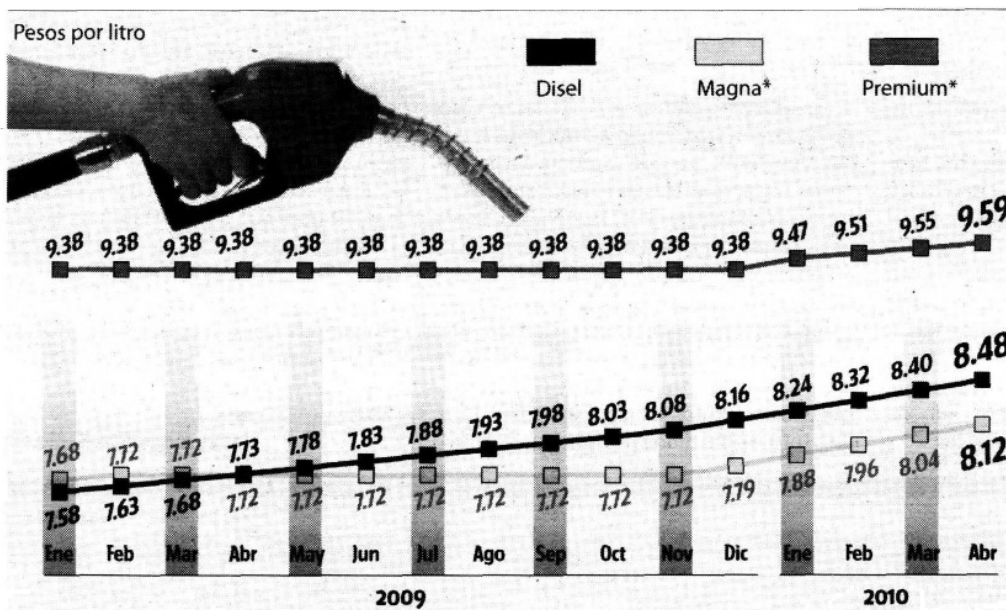 Pesos por litro
Disel Magna* Premium*
9.38 9.38 9.38 9.38 9.38 9.38 9.38 9.38 9.38 9.38 9.38 9.38 9.47 9.51 9.55 9.59
7.68 7.72 7.72 7.73 7.78 7.83 7.88 7.93 7.98 8.03 8.08 8.16 8.24 8.32 8.40 8.48
7.58 7.63 7.68 7.72 7.72 7.72 7.72 7.72 7.72 7.72 7.72 7.79 7.88 7.96 8.04 8.12
Ene Feb Mar Abr May Jun Jul Ago Sep Oct Nov Dic Ene Feb Mar Abr
2009 2010